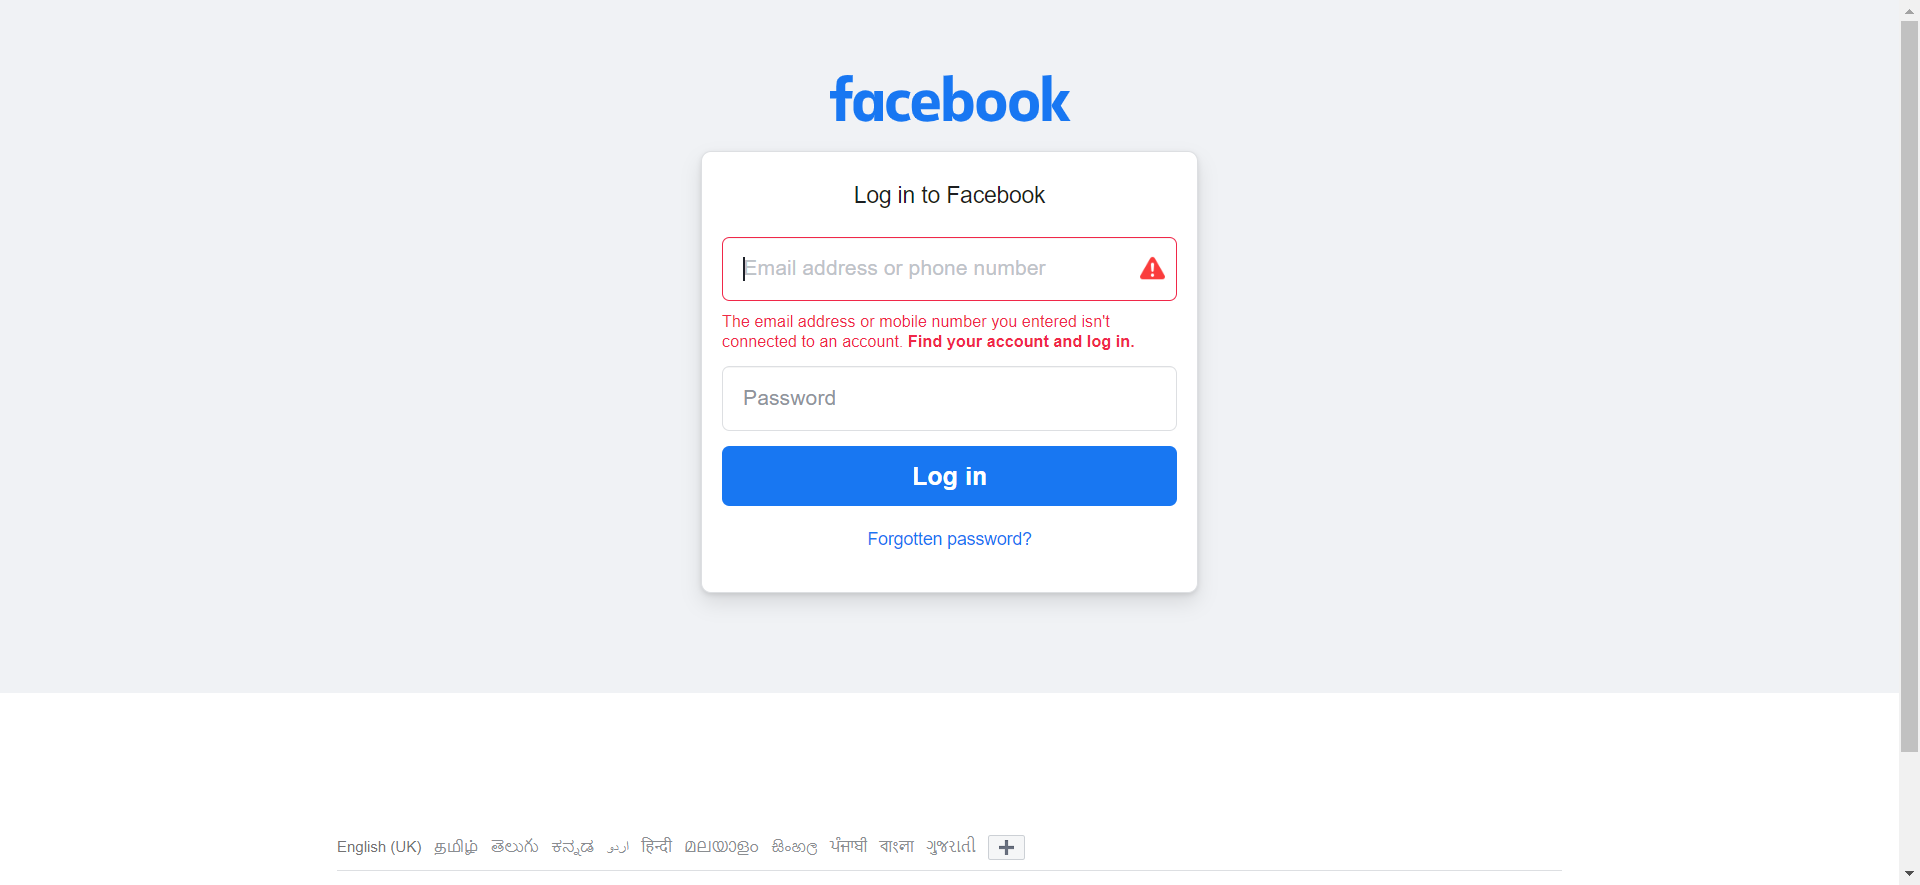 facebook
Log in to Facebook
Email address or phone number
The email address or mobile number you entered isn't
connected to an account. Find your account and log in.
Password
Log in
Forgotten password?
English (UK) தமிழ் తెలుగు ಕನ್ನಡ اردو हिन्दी മലയാളം සිංහල ਪੰਜਾਬੀ বাংলা ગુજરાતી